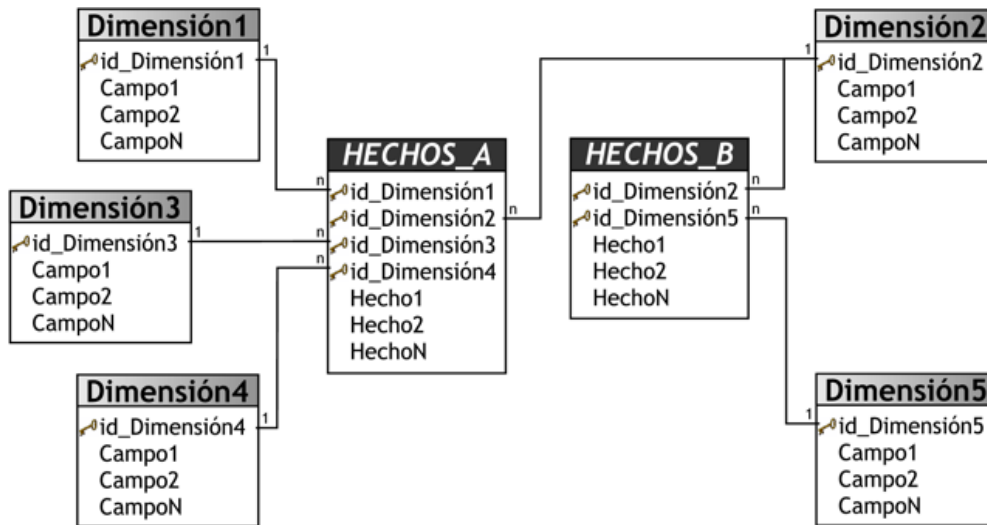 Dimensión1
1
id_Dimensión1
Campo1
Campo2
CampoN
Dimensión3
1
id_Dimensión3
Campo1
Campo2
CampoN
Dimensión4
1
id_Dimensión4
Campo1
Campo2
CampoN
HECHOS_A
n
id_Dimensión1
id_Dimensión2
n
n
id_Dimensión3
n
id_Dimensión4
Hecho1
Hecho2
HechoN
HECHOS_B
id_Dimensión2
n
id_Dimensión5
n
Hecho1
Hecho2
HechoN
Dimensión2
1
id_Dimensión2
Campo1
Campo2
CampoN
Dimensión5
1
id_Dimensión5
Campo1
Campo2
CampoN